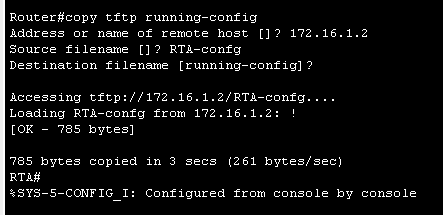 Router#copy tftp running-config
Address or name of remote host []? 172.16.1.2
Source filename []? RTA-confg
Destination filename [running-config]?
Accessing tftp://172.16.1.2/RTA-confg....
Loading RTA-confg from 172.16.1.2: !
[OK - 785 bytes]
785 bytes copied in 3 secs (261 bytes/sec)
RTA#
%SYS-5-CONFIG_I: Configured from console by console